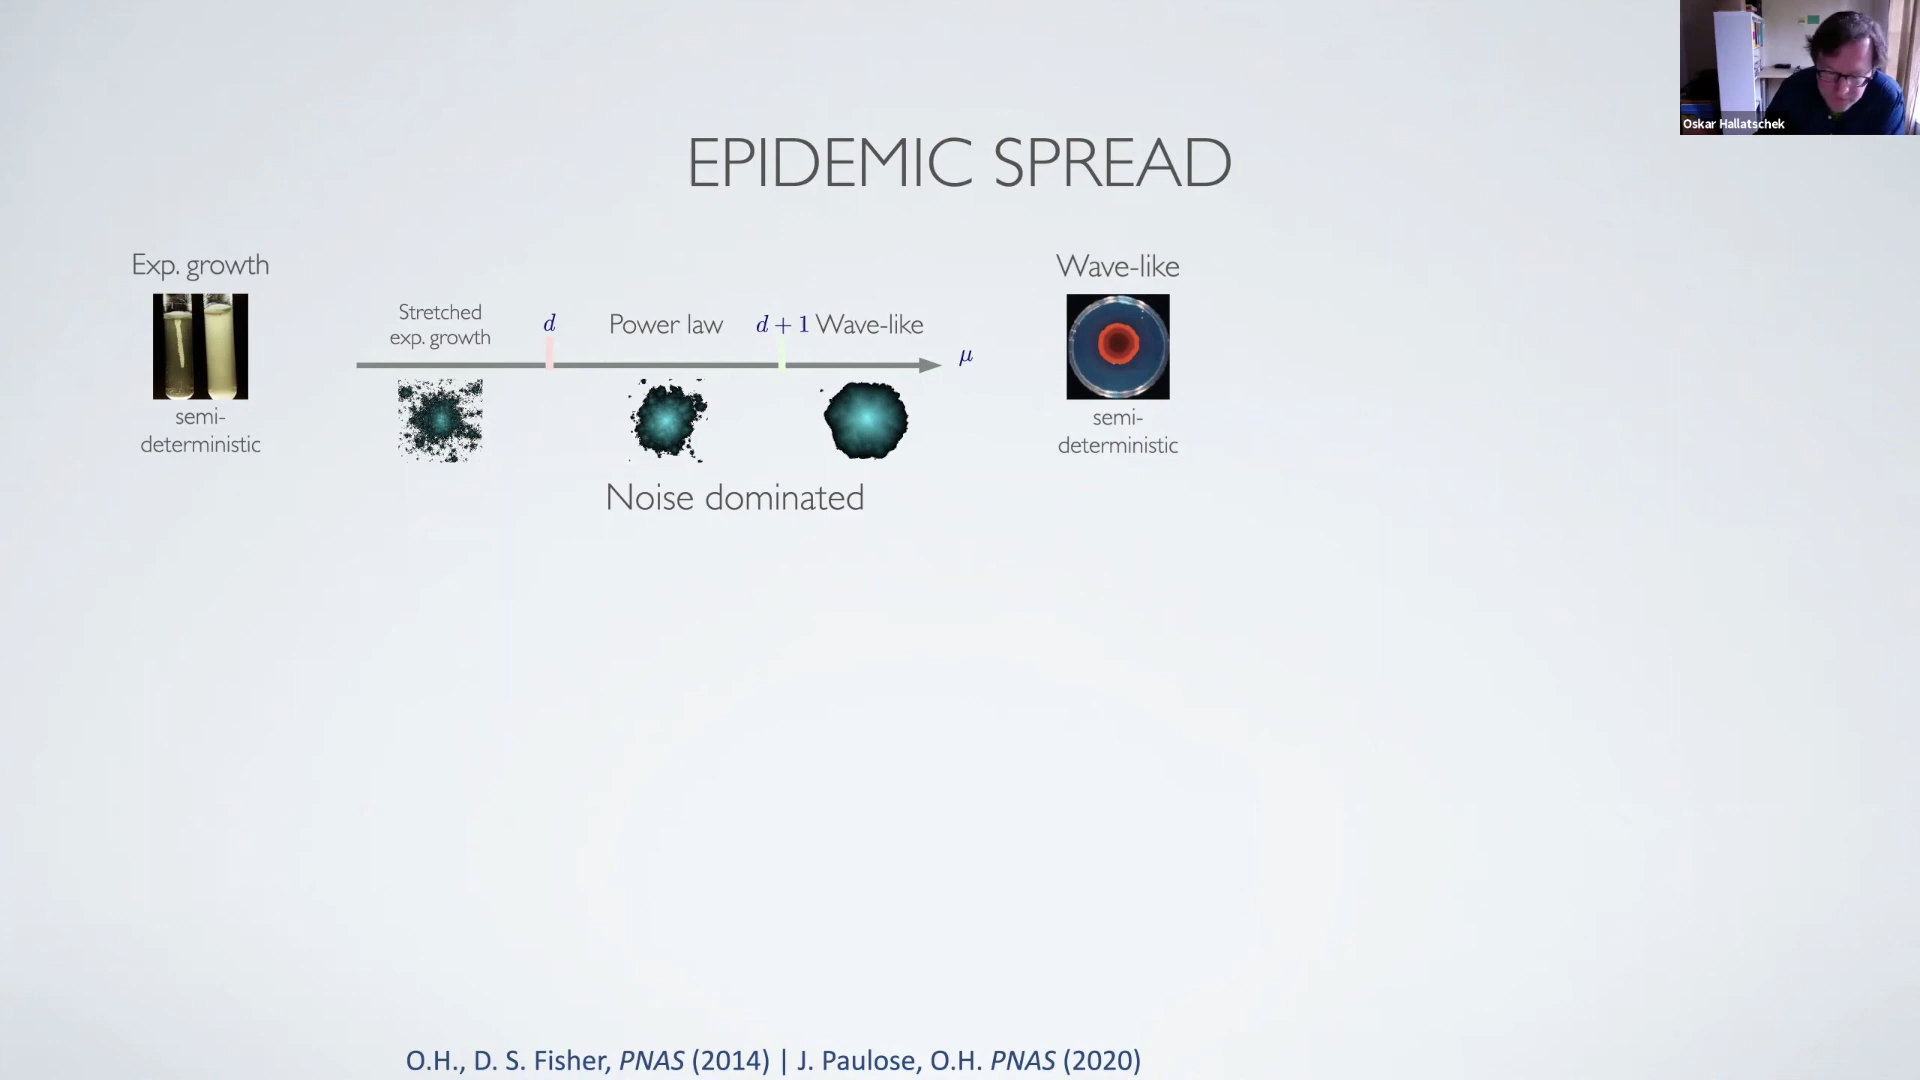 Oskar Hallatschek
EPIDEMIC SPREAD
Exp. growth
semi-
deterministic
Stretched
exp. growth
d
Power law
d + 1
Wave-like
μ
Noise dominated
Wave-like
semi-
deterministic
O.H., D. S. Fisher, PNAS (2014) | J. Paulose, O.H. PNAS (2020)